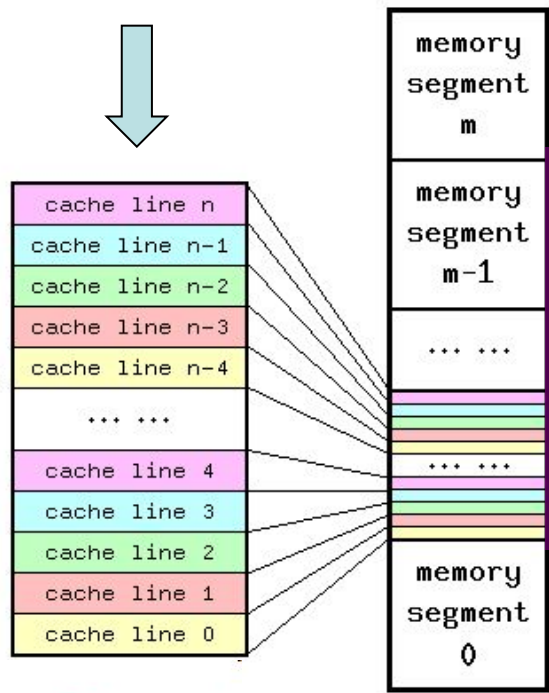 cache line n
cache line n-1
cache line n-2
cache line n-3
cache line n-4
... ...
cache line 4
cache line 3
cache line 2
cache line 1
cache line 0
memory
segment
m
memory
segment
m-1
... ...
... ...
memory
segment
0